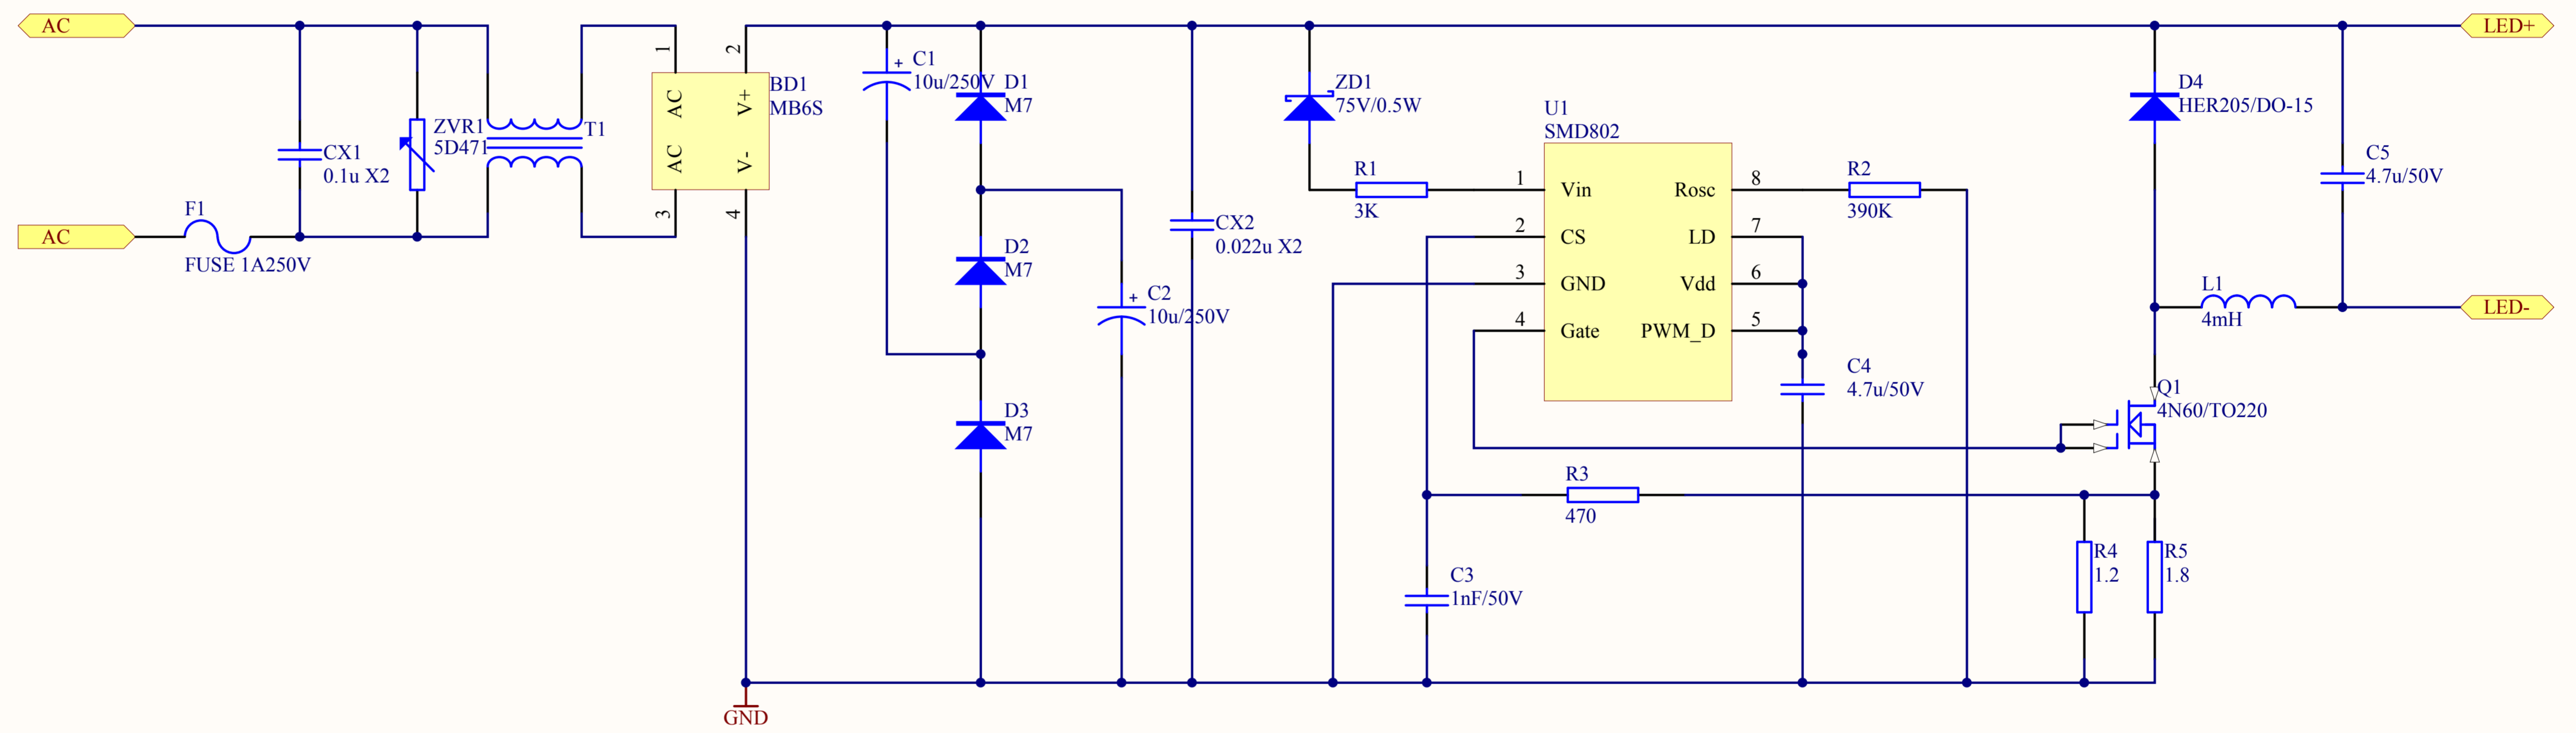 AC
AC
F1
FUSE 1A250V
CX1
0.1u X2
ZVR1
5D471
T1
1
2
AC
V+
AC
V-
3
4
BD1
MB6S
GND
+
C1
10u/250V
D1
M7
D2
M7
D3
M7
+
C2
10u/250V
CX2
0.022u X2
ZD1
75V/0.5W
R1
3K
U1
SMD802
1
Vin
Rosc
8
2
CS
LD
7
3
GND
Vdd
6
4
Gate
PWM_D
5
R2
390K
C4
4.7u/50V
R3
470
C3
1nF/50V
D4
HER205/DO-15
C5
4.7u/50V
L1
4mH
Q1
4N60/TO220
R4
1.2
R5
1.8
LED+
LED-